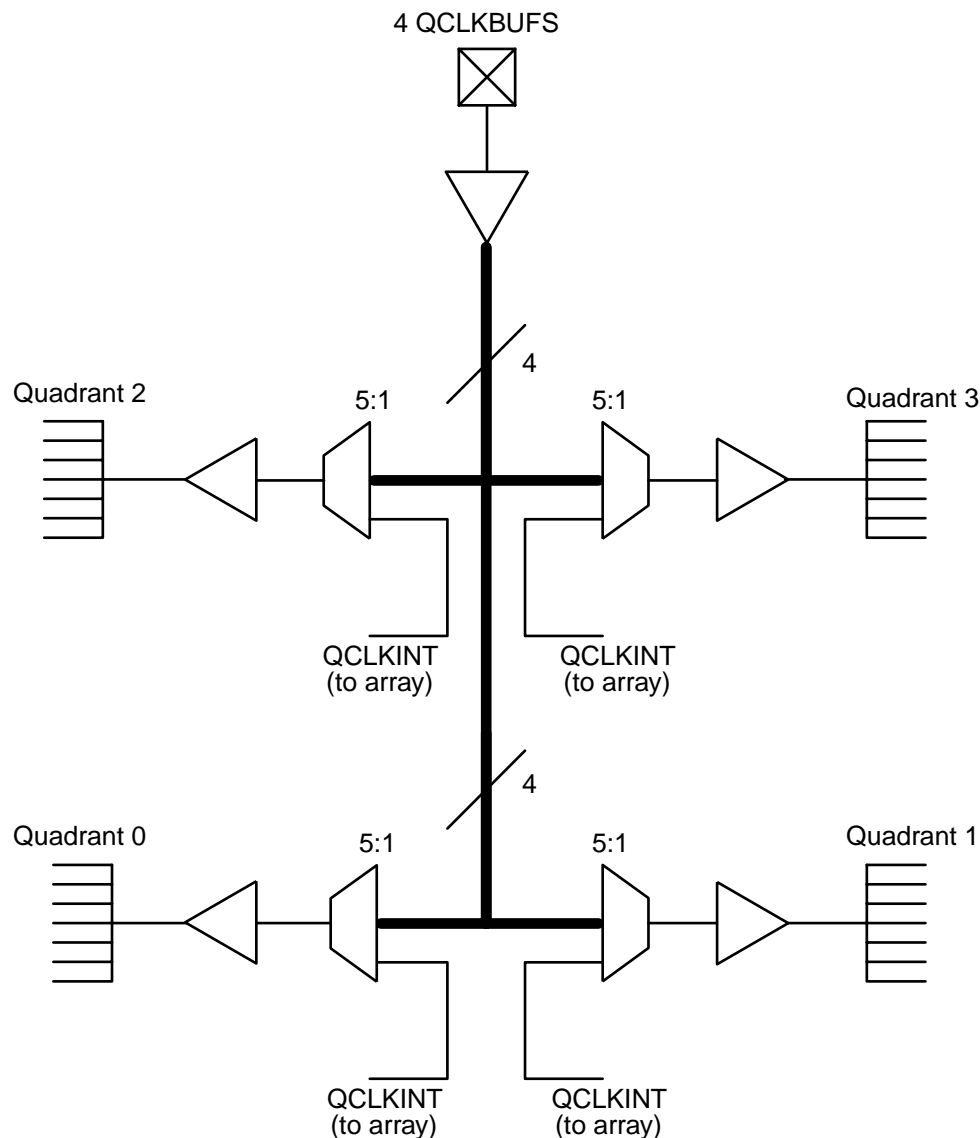 4 QCLKBUFS
4
Quadrant 2
5:1
5:1
Quadrant 3
QCLKINT
(to array)
QCLKINT
(to array)
4
Quadrant 0
5:1
5:1
Quadrant 1
QCLKINT
(to array)
QCLKINT
(to array)